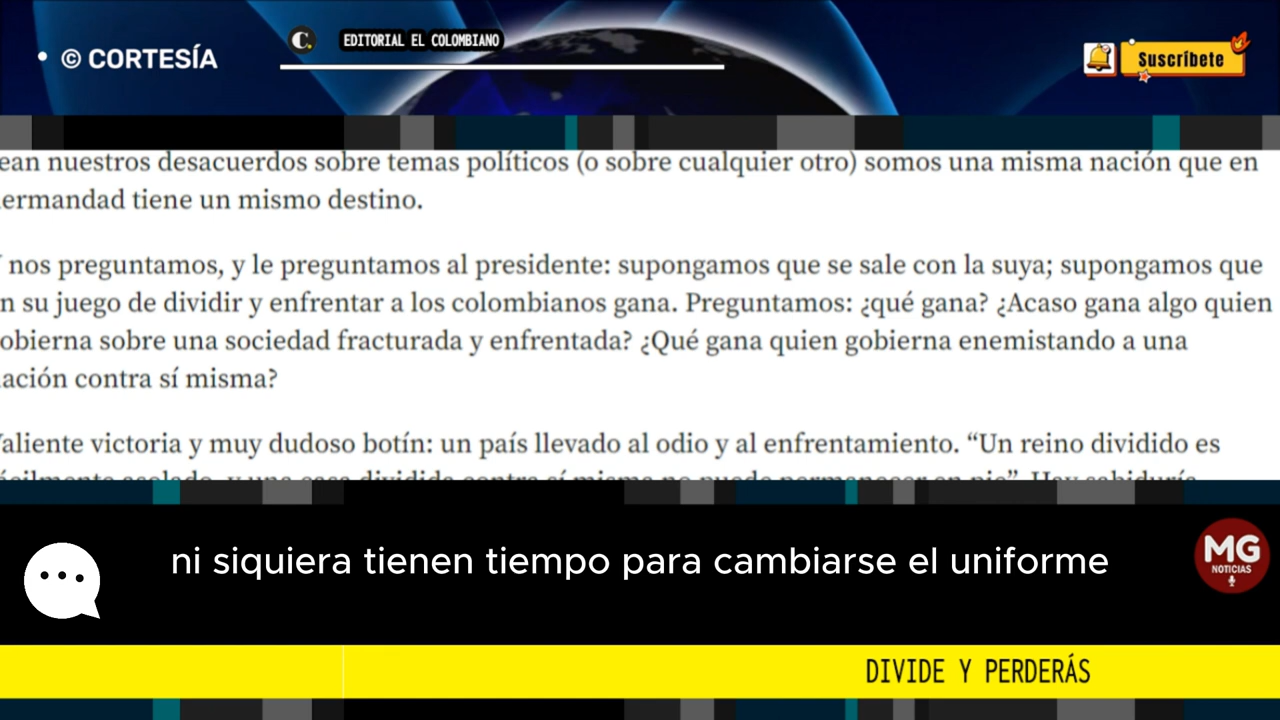 © CORTESÍA
C.
EDITORIAL EL COLOMBIANO
Suscríbete
ean nuestros desacuerdos sobre temas políticos (o sobre cualquier otro) somos una misma nación que en
ermandad tiene un mismo destino.
nos preguntamos, y le preguntamos al presidente: supongamos que se sale con la suya; supongamos que
n su juego de dividir y enfrentar a los colombianos gana. Preguntamos: ¿qué gana? ¿Acaso gana algo quien
obierna sobre una sociedad fracturada y enfrentada? ¿Qué gana quien gobierna enemistando a una
ación contra sí misma?
aliente victoria y muy dudoso botín: un país llevado al odio y al enfrentamiento. “Un reino dividido es
ni siquiera tienen tiempo para cambiarse el uniforme
MG
NOTICIAS
DIVIDE Y PERDERÁS